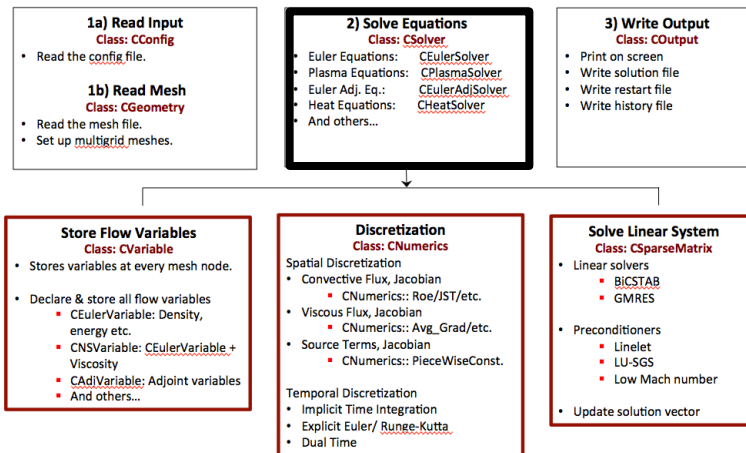 1a) Read Input
Class: CConfig
• Read the config file.
1b) Read Mesh
Class: CGeometry
• Read the mesh file.
• Set up multigrid meshes.
2) Solve Equations
Class: CSolver
• Euler Equations: CEulerSolver
• Plasma Equations: CPlasmaSolver
• Euler Adj. Eq.: CEulerAdjSolver
• Heat Equations: CHeatSolver
• And others...
3) Write Output
Class: COutput
• Print on screen
• Write solution file
• Write restart file
• Write history file
Store Flow Variables
Class: CVariable
• Stores variables at every mesh node.
• Declare & store all flow variables
▪ CEulerVariable: Density,
energy etc.
▪ CNSVariable: CEulerVariable +
Viscosity
▪ CAdjVariable: Adjoint variables
▪ And others...
Discretization
Class: CNumerics
Spatial Discretization
• Convective Flux, Jacobian
▪ CNumerics:: Roe/JST/etc.
• Viscous Flux, Jacobian
▪ CNumerics:: Avg_Grad/etc.
• Source Terms, Jacobian
▪ CNumerics:: PieceWiseConst.
Temporal Discretization
• Implicit Time Integration
• Explicit Euler/ Runge-Kutta
• Dual Time
Solve Linear System
Class: CSparseMatrix
• Linear solvers
▪ BiCSTAB
▪ GMRES
• Preconditioners
▪ Linelet
▪ LU-SGS
▪ Low Mach number
• Update solution vector